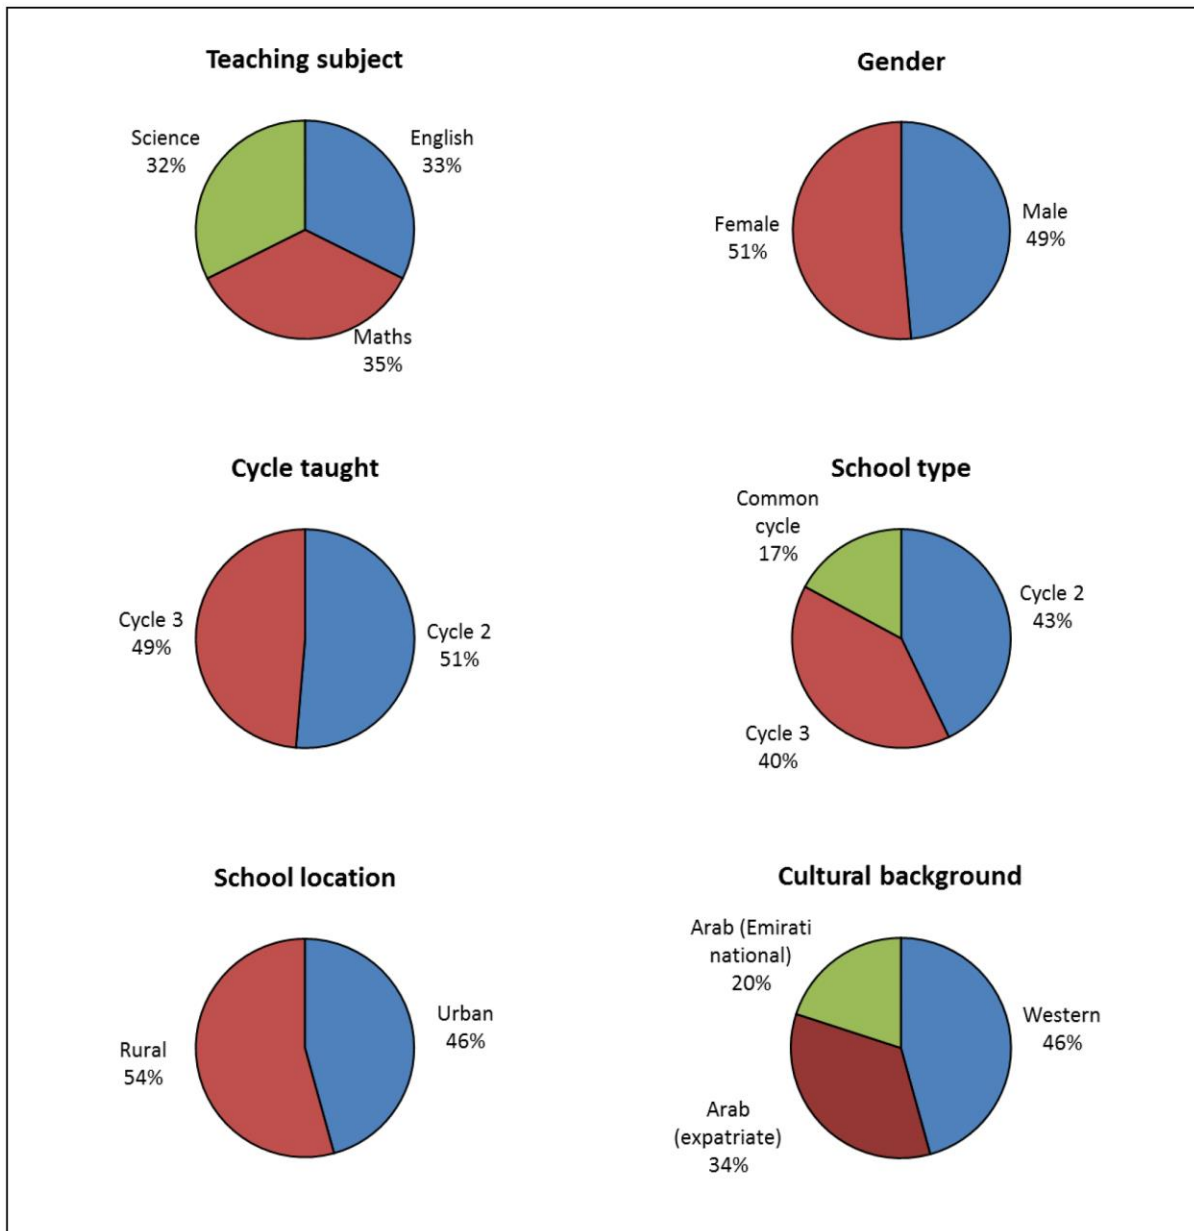 Teaching subject
Science
32%
English
33%
Maths
35%
Gender
Female
51%
Male
49%
Cycle taught
Cycle 3
49%
Cycle 2
51%
School type
Common
cycle
17%
Cycle 2
43%
Cycle 3
40%
School location
Rural
54%
Urban
46%
Cultural background
Arab (Emirati
national)
20%
Western
46%
Arab
(expatriate)
34%